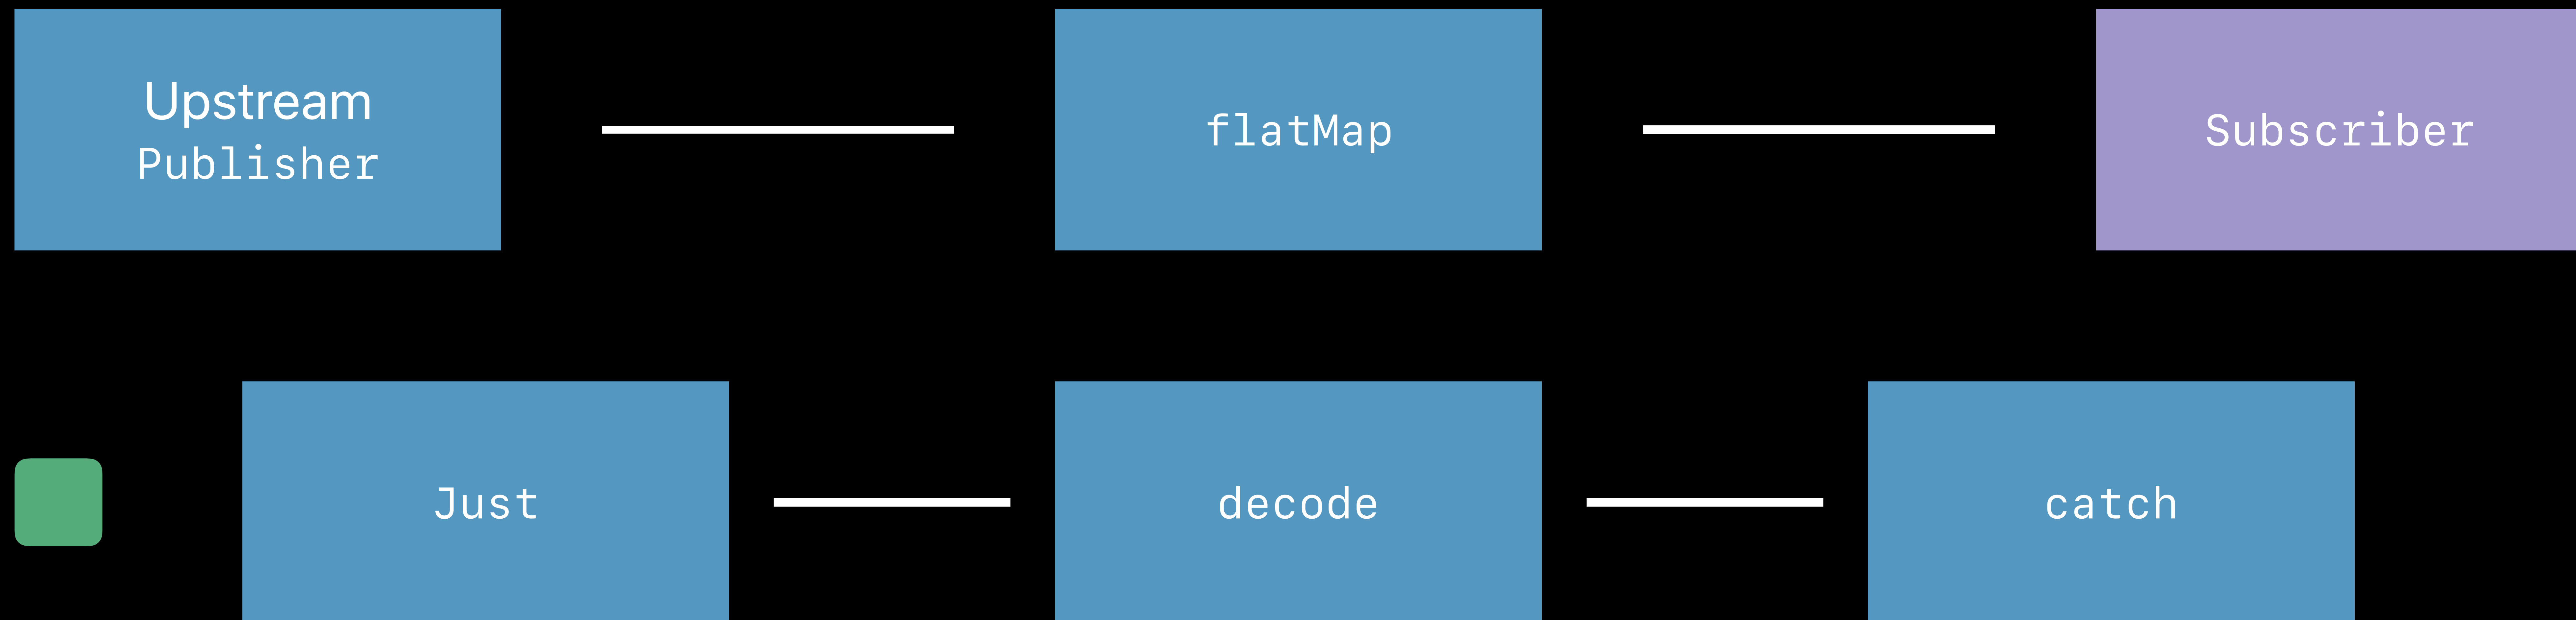 Upstream
Publisher
flatMap
Subscriber
Just
decode
catch